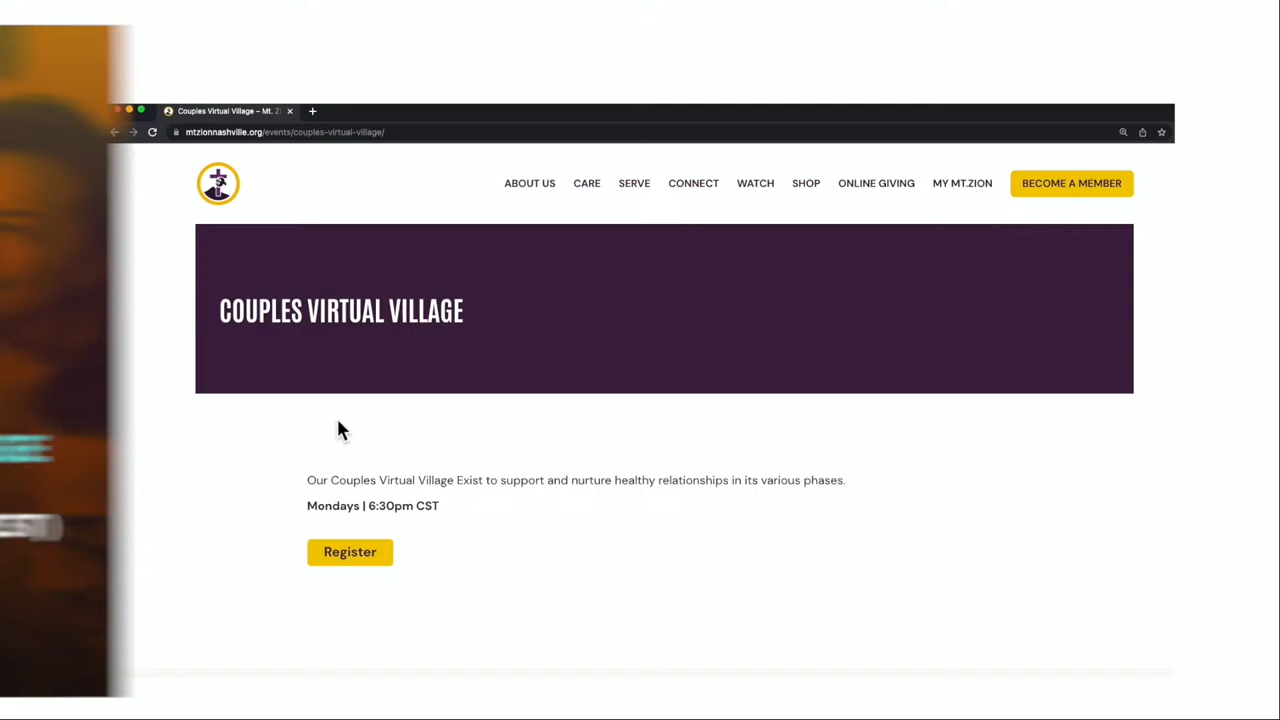 Couples Virtual Village – Mt. Z
mtzionnashville.org/events/couples-virtual-village/
ABOUT US CARE SERVE CONNECT WATCH SHOP ONLINE GIVING MY MT.ZION BECOME A MEMBER
COUPLES VIRTUAL VILLAGE
Our Couples Virtual Village Exist to support and nurture healthy relationships in its various phases.
Mondays | 6:30pm CST
Register